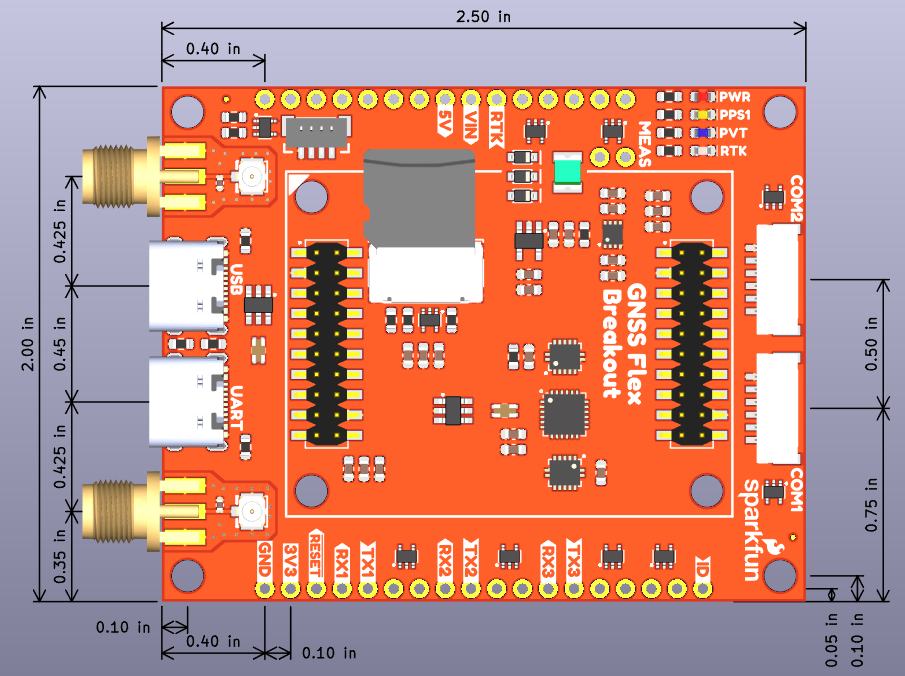 2.50 in
0.40 in
PWR
PPS1
PVT
RTK
5V
VIN
RTK
MEAS
COM2
0.425 in
USB
GNSS Flex
Breakout
2.00 in
0.45 in
0.50 in
UART
0.425 in
COM1
sparkfun
0.75 in
0.35 in
GND
3V3
RESET
RX1
TX1
RX2
TX2
RX3
TX3
ID
0.10 in
0.40 in
0.10 in
0.05 in
0.10 in